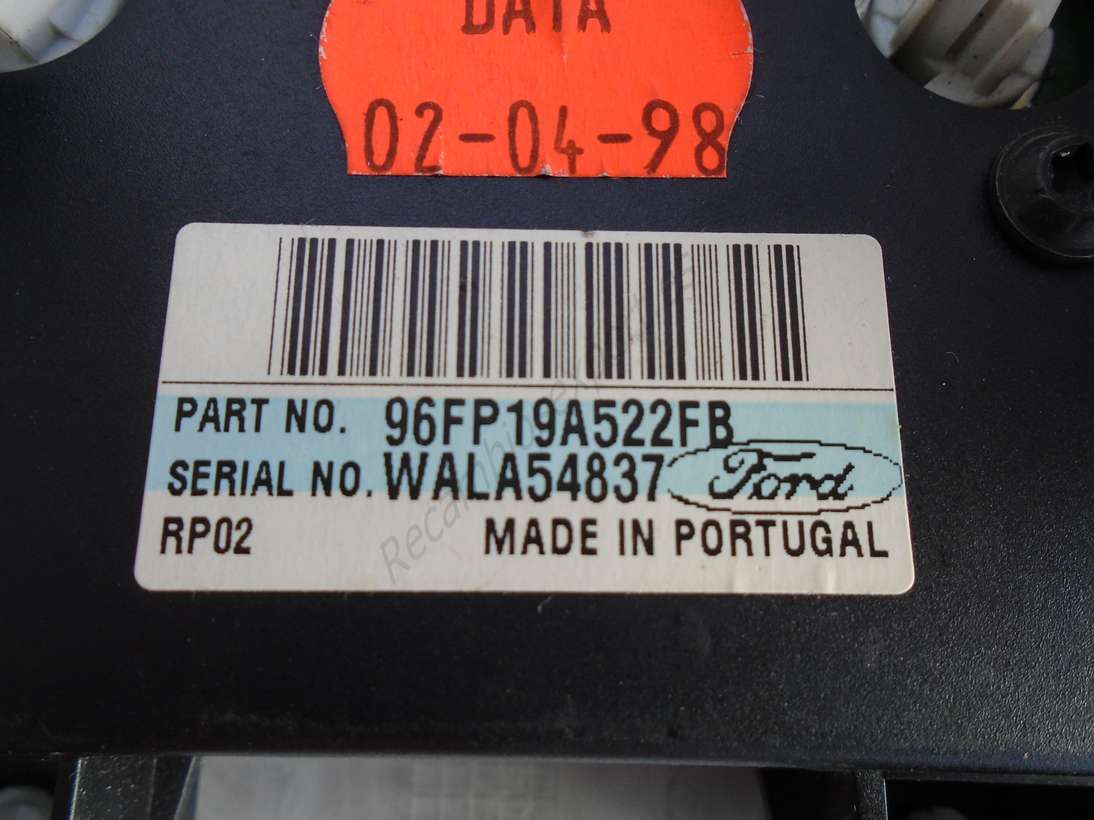 DATA
02-04-98
PART NO. 96FP19A522FB
SERIAL NO. WALA54837 Ford
RP02 MADE IN PORTUGAL